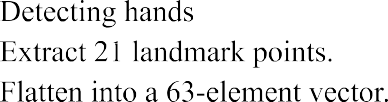 Detecting hands
Extract 21 landmark points.
Flatten into a 63-element vector.